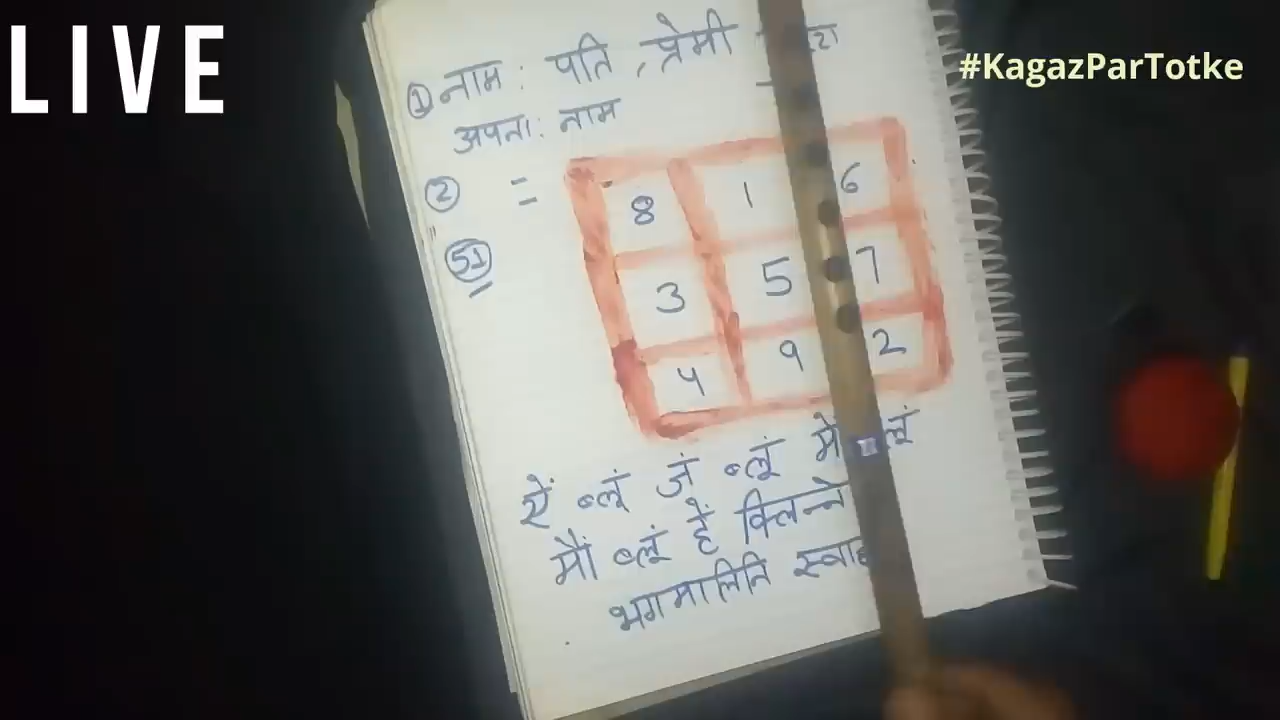 LIVE
#KagazParTotke
① नाम : पति , प्रेमी
अपना : नाम
② =
8 1 6
"
51
3 5 7
4 9 2
ऐं ब्लूं जं ब्लूं में ब्लूं
मौं ब्लूं हें क्लिन्ने
भगमालिनि स्वाहा